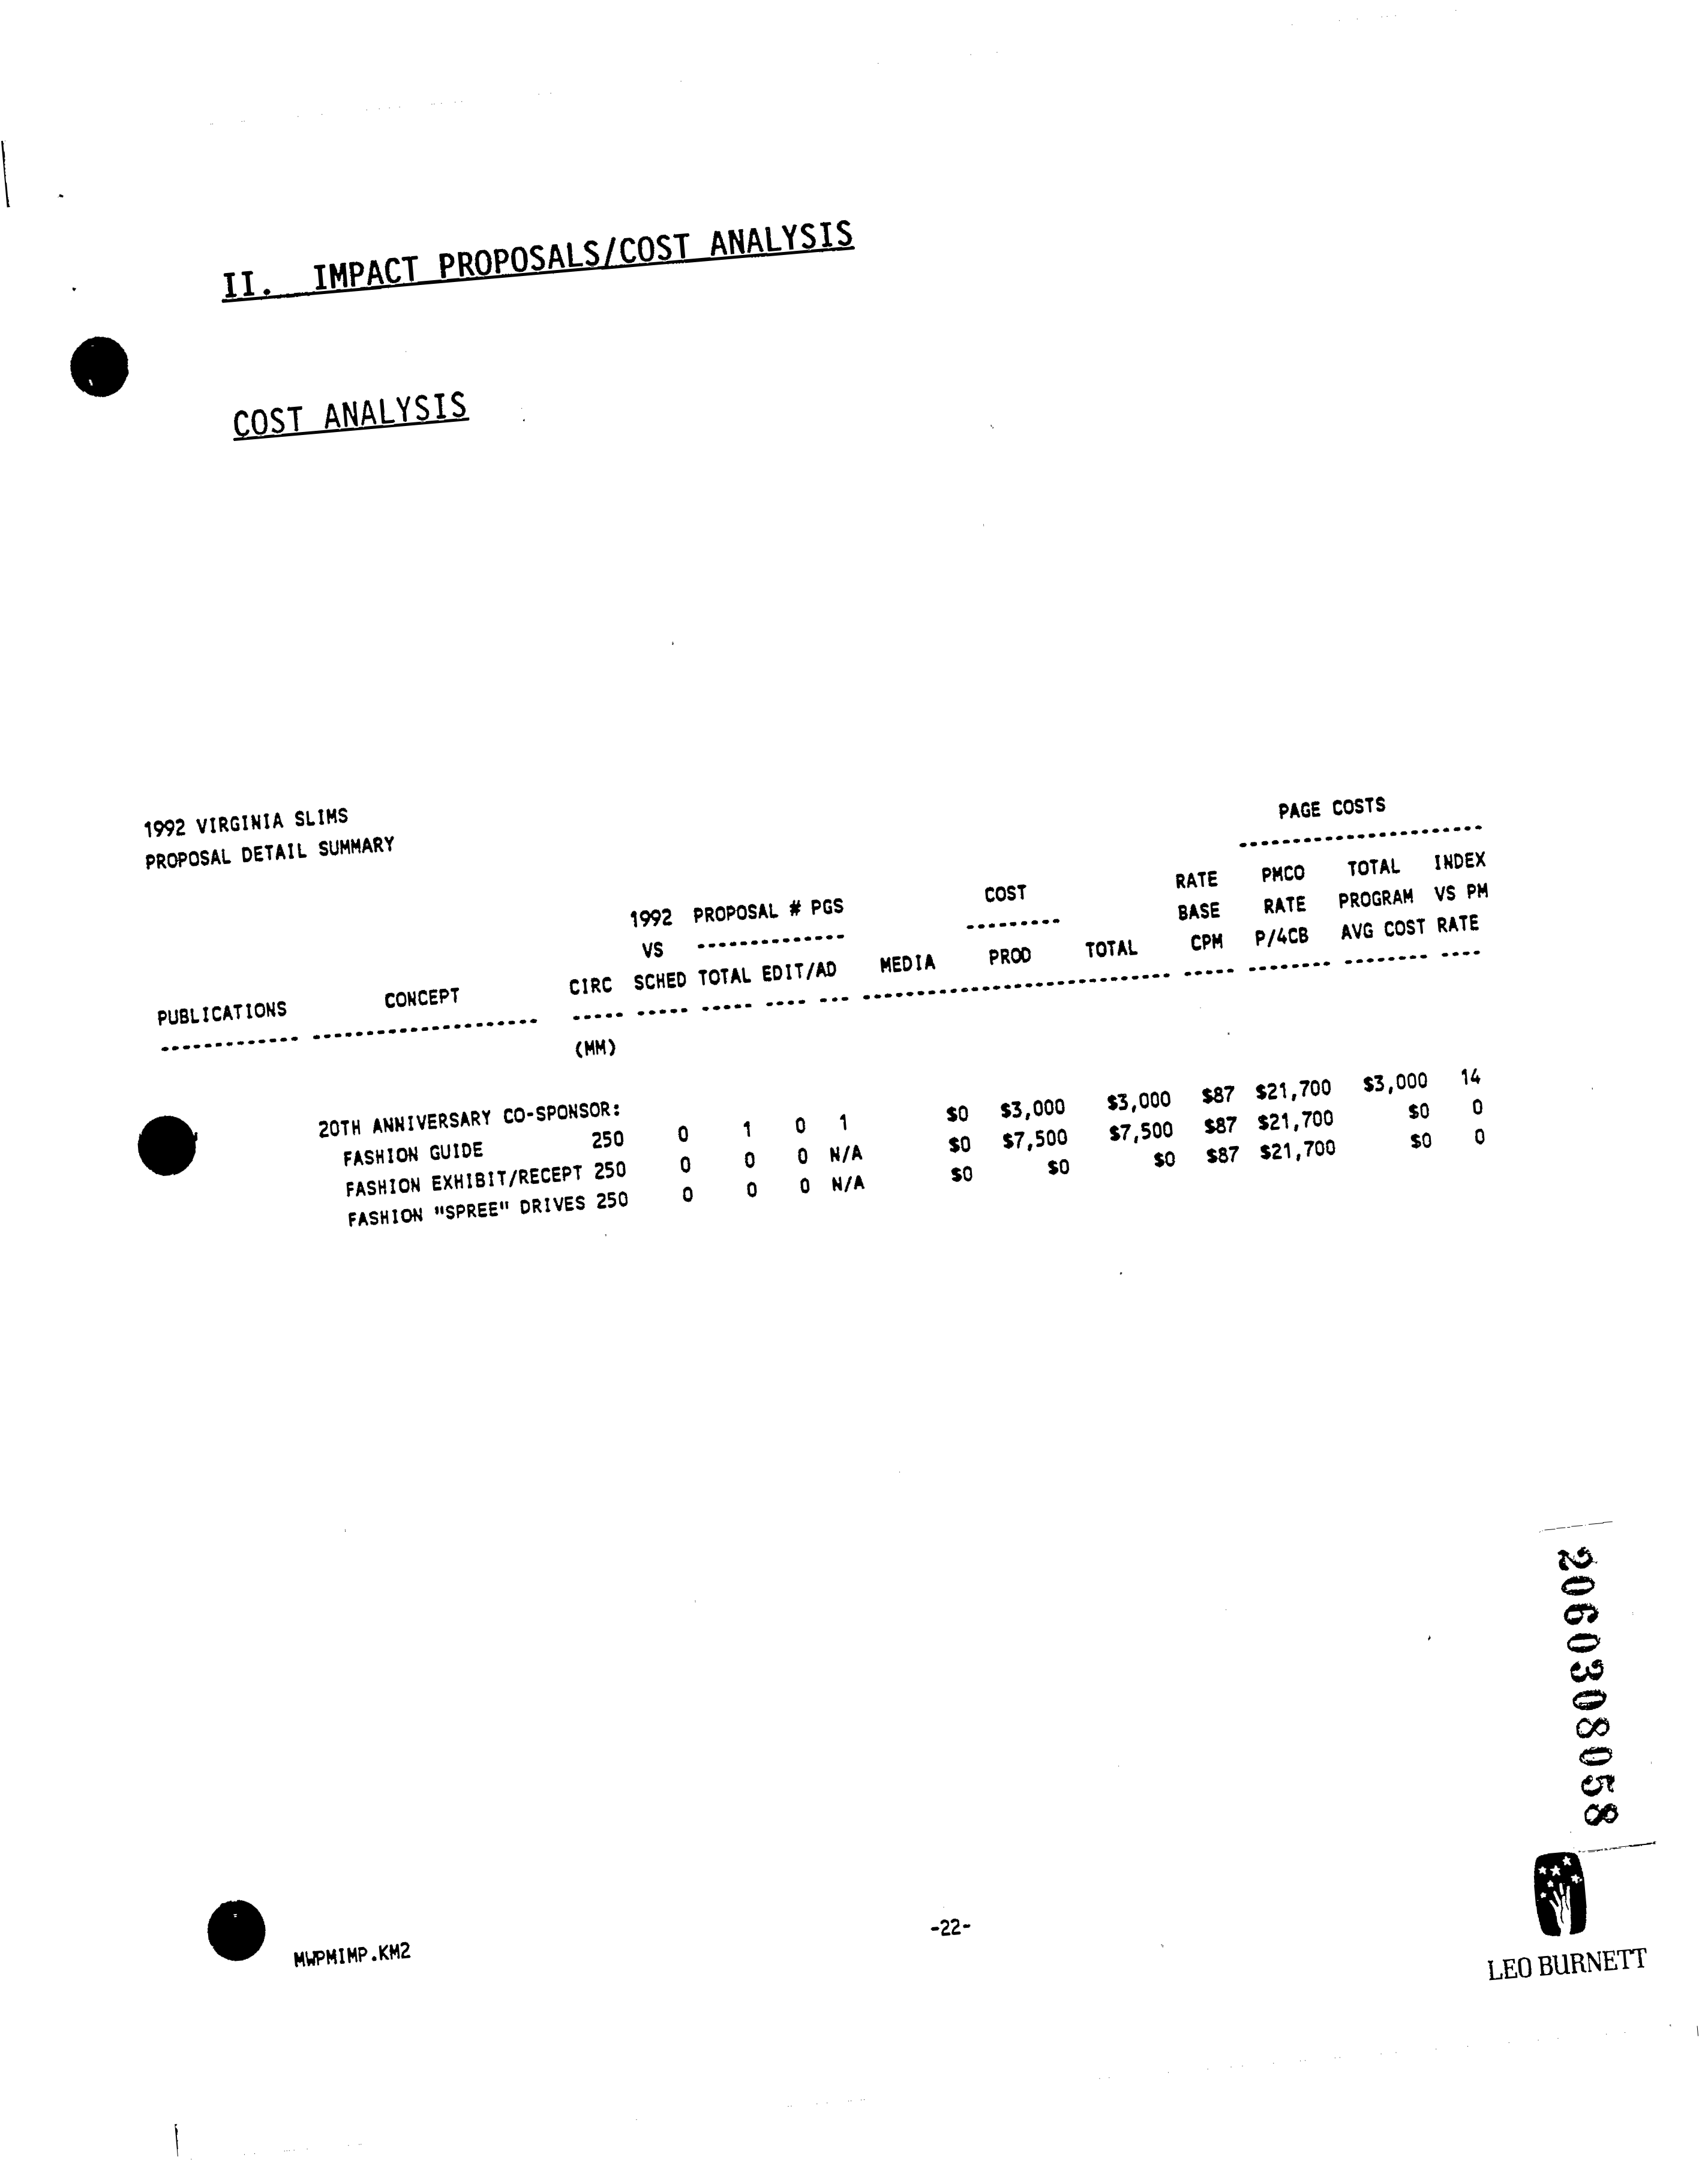 II. IMPACT PROPOSALS/COST ANALYSIS
COST ANALYSIS
1992 VIRGINIA SLIMS
PROPOSAL DETAIL SUMMARY
PAGE COSTS
COST RATE PMCO TOTAL INDEX
1992 PROPOSAL # PGS BASE RATE PROGRAM VS PM
VS PROD TOTAL CPM P/4CB AVG COST RATE
PUBLICATIONS CONCEPT CIRC SCHED TOTAL EDIT/AD MEDIA
(MM)
20TH ANNIVERSARY CO-SPONSOR:
FASHION GUIDE 250 0 1 0 1 $0 $3,000 $3,000 $87 $21,700 $3,000 14
FASHION EXHIBIT/RECEPT 250 0 0 0 N/A $0 $7,500 $7,500 $87 $21,700 $0 0
FASHION "SPREE" DRIVES 250 0 0 0 N/A $0 $0 $0 $87 $21,700 $0 0
2060308058
MWPMIMP.KM2
-22-
LEO BURNETT